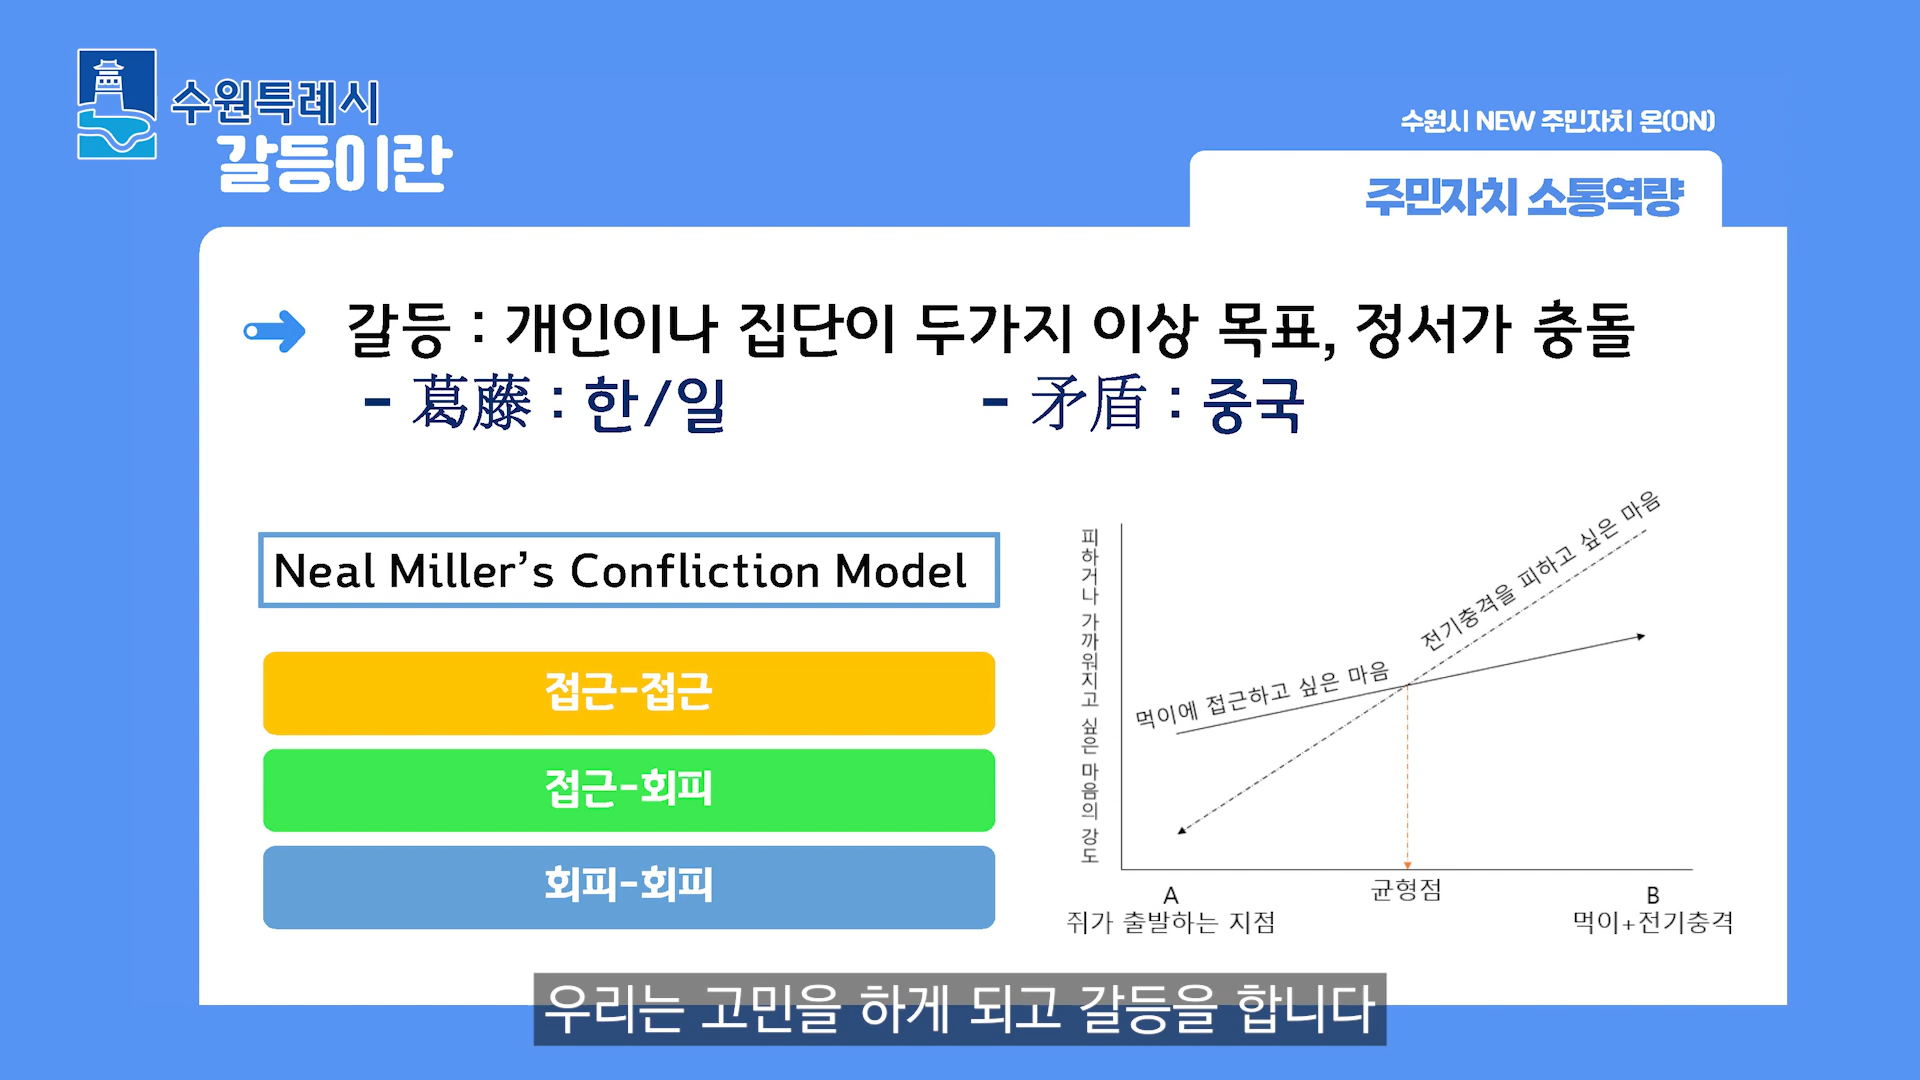 수원특례시
갈등이란
수원시 NEW 주민자치 온(ON)
주민자치 소통역량
갈등 : 개인이나 집단이 두가지 이상 목표, 정서가 충돌
- 葛藤 : 한/일
- 矛盾 : 중국
Neal Miller's Confliction Model
접근-접근
접근-회피
회피-회피
피하거나 가까워지고 싶은 마음의 강도
전기충격을 피하고 싶은 마음
먹이에 접근하고 싶은 마음
A
균형점
B
쥐가 출발하는 지점
먹이+전기충격
우리는 고민을 하게 되고 갈등을 합니다